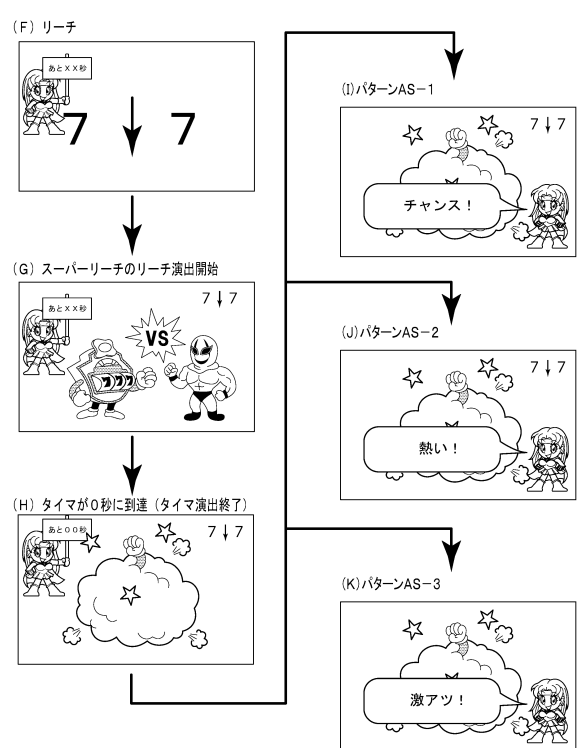 (F) リーチ
あとXX秒
7 ↓ 7
(G) スーパーリーチのリーチ演出開始
あとXX秒
7 ↓ 7
VS
777
(H) タイマが0秒に到達 (タイマ演出終了)
あと00秒
7 ↓ 7
(I)パターンAS−1
7 ↓ 7
チャンス!
(J)パターンAS−2
7 ↓ 7
熱い!
(K)パターンAS−3
激アツ!